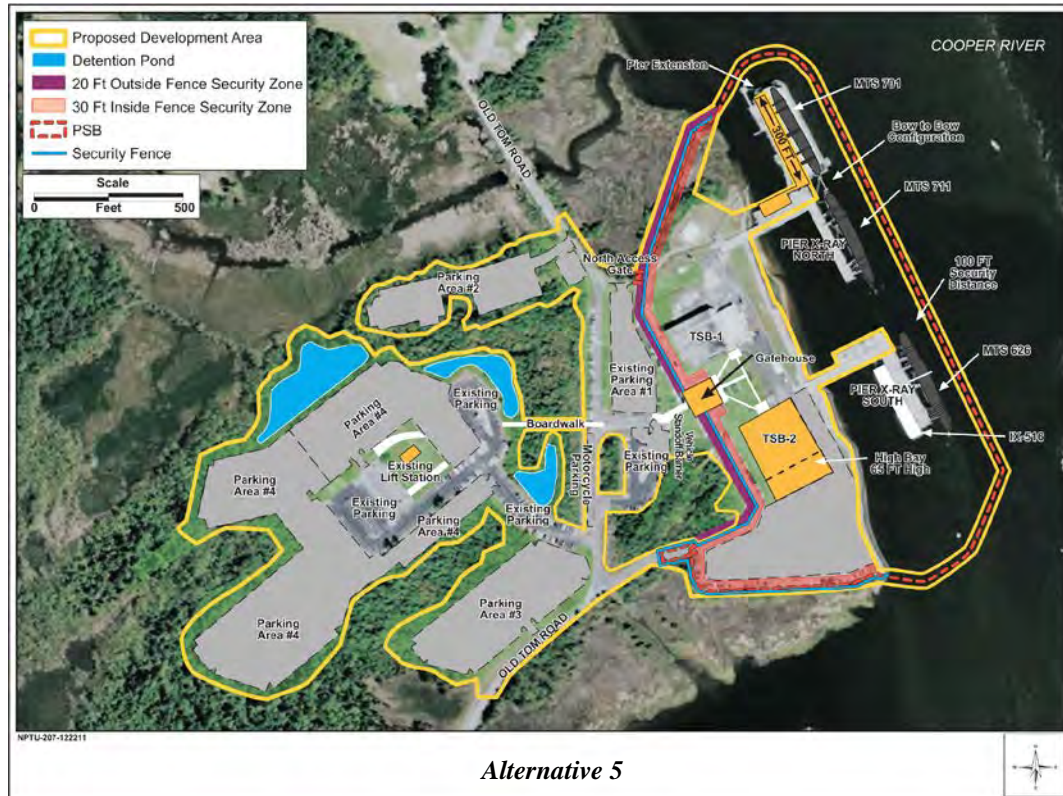 Proposed Development Area
Detention Pond
20 Ft Outside Fence Security Zone
30 Ft Inside Fence Security Zone
PSB
Security Fence
Scale
0
Feet
500
COOPER RIVER
Pier Extension
MTS 701
OLD TOM ROAD
300 FT
Bow to Bow
Configuration
MTS 711
PIER X-RAY
NORTH
North Access
Gate
Parking
Area #2
100 FT
Security
Distance
TSB-1
Gatehouse
MTS 626
Existing
Parking
Area #1
PIER X-RAY
SOUTH
Existing
Parking
Parking
Area #4
Boardwalk
Vehicle
Standoff Barrier
TSB-2
IX-516
Motorcycle
Parking
Existing
Parking
High Bay
65 FT High
Existing
Lift Station
Parking
Area #4
Existing
Parking
Parking
Area #4
Existing
Parking
Parking
Area #3
Parking
Area #4
OLD TOM ROAD
NPTU-207-122211
Alternative 5